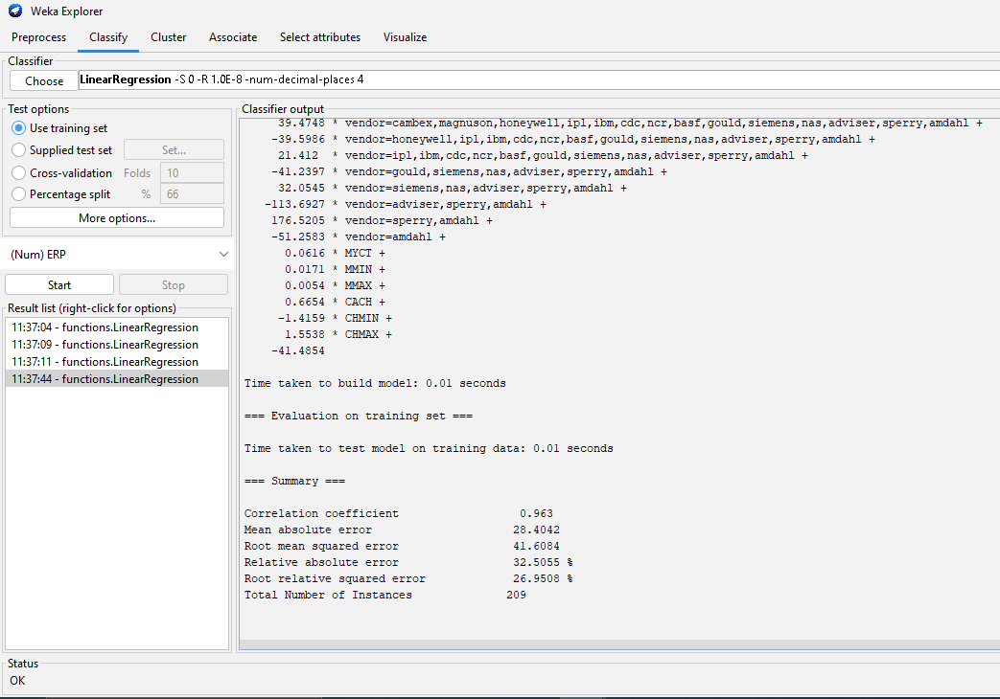 Weka Explorer
Preprocess Classify Cluster Associate Select attributes Visualize
Classifier
Choose LinearRegression -S 0 -R 1.0E-8 -num-decimal-places 4
Test options
Use training set
Supplied test set Set...
Cross-validation Folds 10
Percentage split % 66
More options...
(Num) ERP
Start Stop
Result list (right-click for options)
11:37:04 - functions.LinearRegression
11:37:09 - functions.LinearRegression
11:37:11 - functions.LinearRegression
11:37:44 - functions.LinearRegression
Classifier output
39.4748 * vendor=cambex,magnuson,honeywell,ipl,ibm,cdc,ncr,basf,gould,siemens,nas,adviser,sperry,amdahl +
-39.5986 * vendor=honeywell,ipl,ibm,cdc,ncr,basf,gould,siemens,nas,adviser,sperry,amdahl +
21.412 * vendor=ipl,ibm,cdc,ncr,basf,gould,siemens,nas,adviser,sperry,amdahl +
-41.2397 * vendor=gould,siemens,nas,adviser,sperry,amdahl +
32.0545 * vendor=siemens,nas,adviser,sperry,amdahl +
-113.6927 * vendor=adviser,sperry,amdahl +
176.5205 * vendor=sperry,amdahl +
-51.2583 * vendor=amdahl +
0.0616 * MYCT +
0.0171 * MMIN +
0.0054 * MMAX +
0.6654 * CACH +
-1.4159 * CHMIN +
1.5538 * CHMAX +
-41.4854
Time taken to build model: 0.01 seconds
=== Evaluation on training set ===
Time taken to test model on training data: 0.01 seconds
=== Summary ===
Correlation coefficient 0.963
Mean absolute error 28.4042
Root mean squared error 41.6084
Relative absolute error 32.5055 %
Root relative squared error 26.9508 %
Total Number of Instances 209
Status
OK